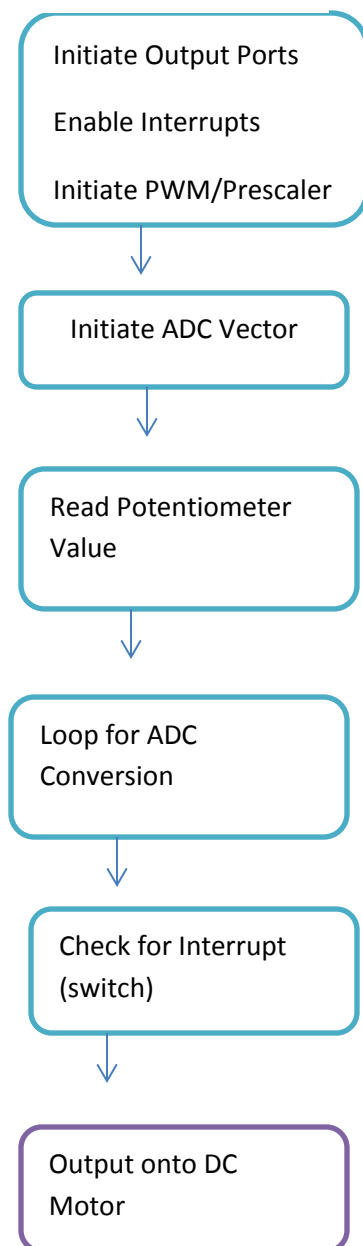 Initiate Output Ports
Enable Interrupts
Initiate PWM/Prescaler
Initiate ADC Vector
Read Potentiometer
Value
Loop for ADC
Conversion
Check for Interrupt
(switch)
Output onto DC
Motor